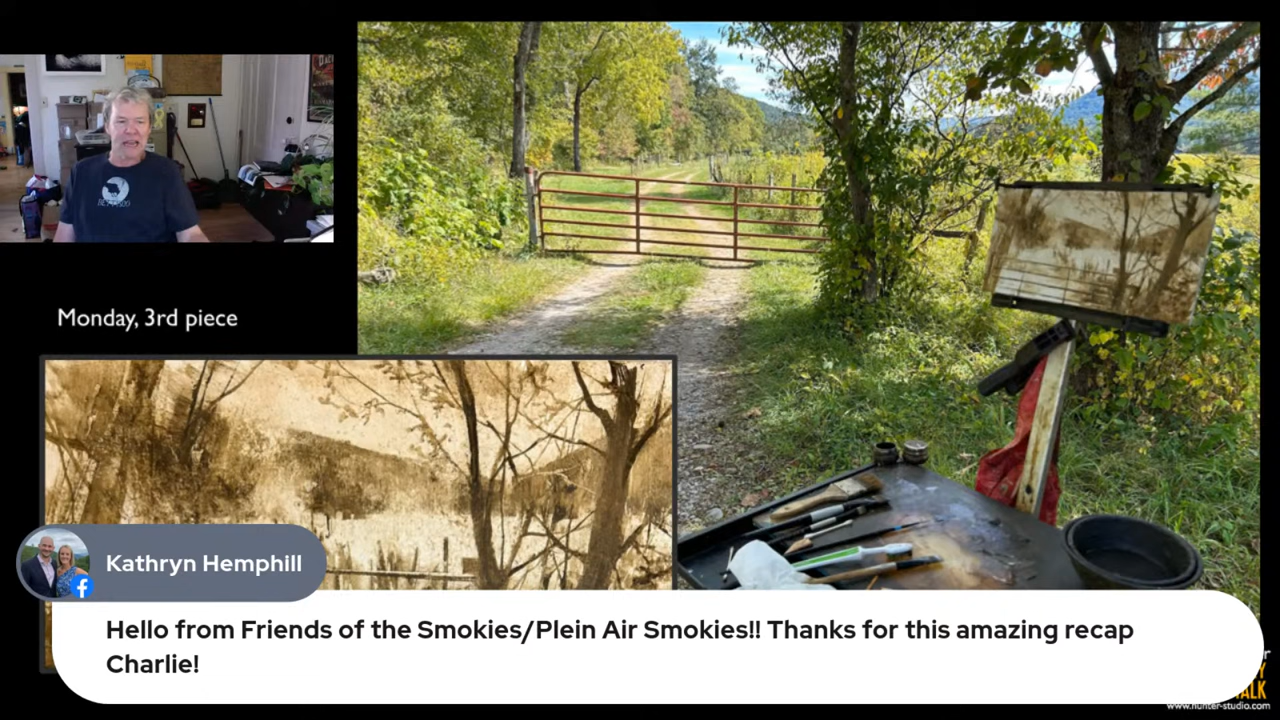 Monday, 3rd piece
Kathryn Hemphill
Hello from Friends of the Smokies/Plein Air Smokies!! Thanks for this amazing recap
Charlie!
www.hunter-studio.com